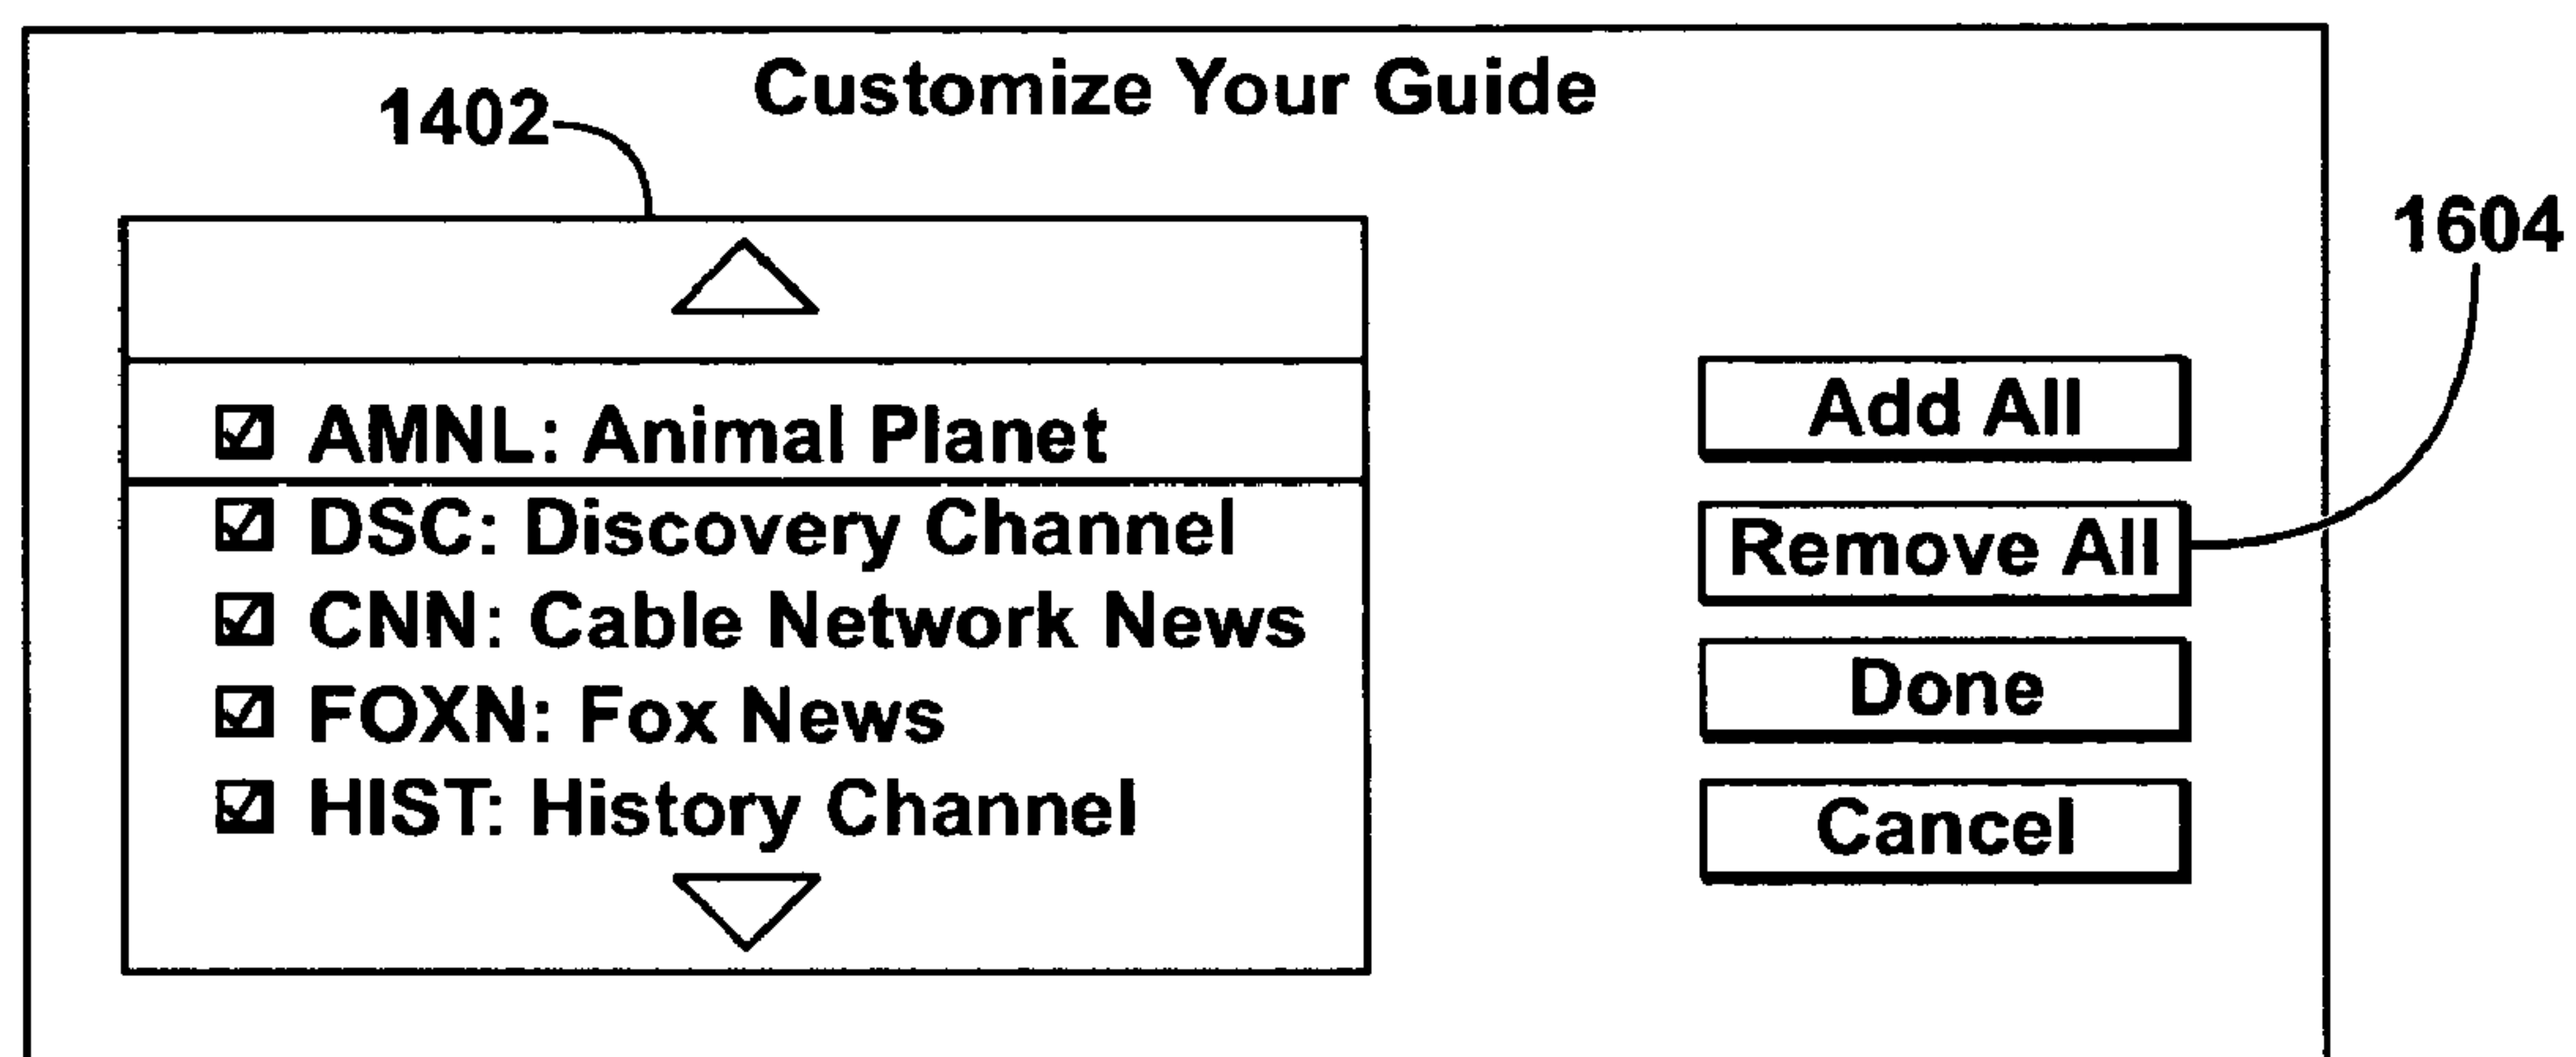 Customize Your Guide
1402
1604
☑ AMNL: Animal Planet
☑ DSC: Discovery Channel
☑ CNN: Cable Network News
☑ FOXN: Fox News
☑ HIST: History Channel
Add All
Remove All
Done
Cancel